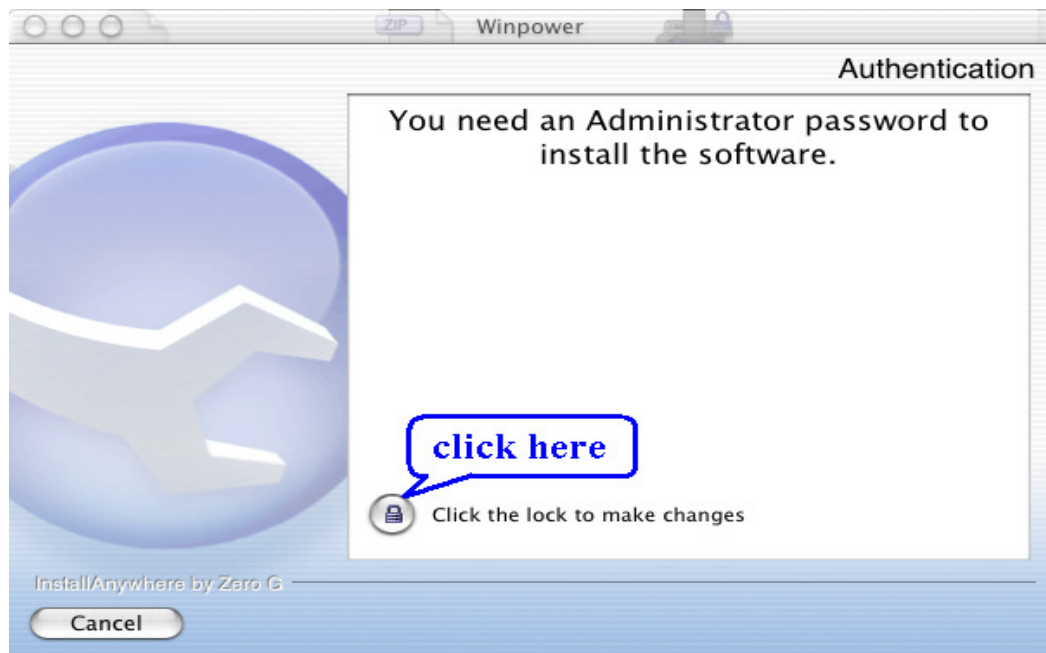 ZIP
Winpower
Authentication
You need an Administrator password to
install the software.
click here
Click the lock to make changes
InstallAnywhere by Zero G
Cancel